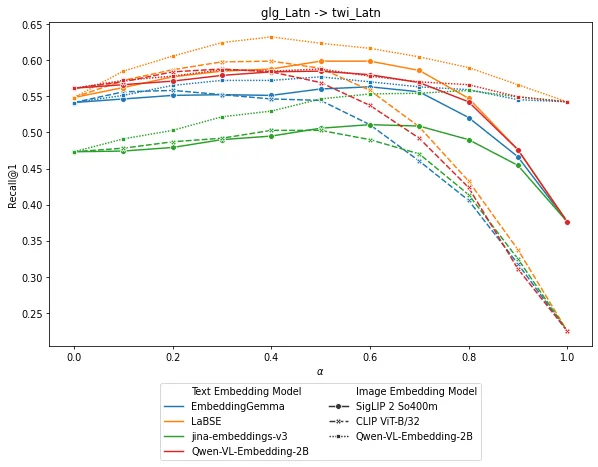 glg_Latn -> twi_Latn
Recall@1
0.65
0.60
0.55
0.50
0.45
0.40
0.35
0.30
0.25
0.0
0.2
0.4
0.6
0.8
1.0
α
Text Embedding Model
EmbeddingGemma
LaBSE
jina-embeddings-v3
Qwen-VL-Embedding-2B
Image Embedding Model
SigLIP 2 So400m
CLIP ViT-B/32
Qwen-VL-Embedding-2B